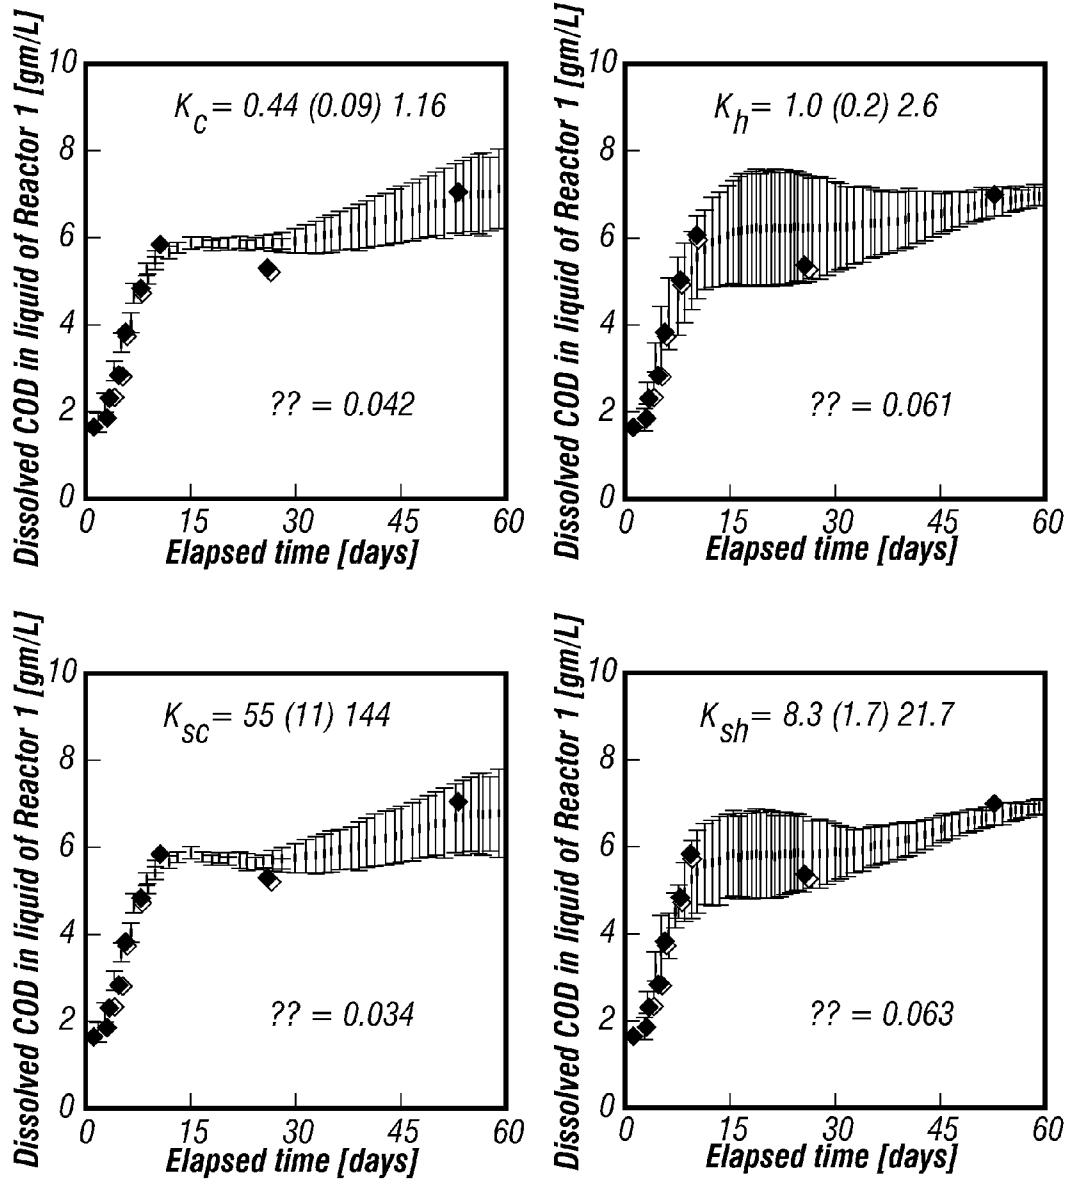 Dissolved COD in liquid of Reactor 1 [gm/L]
10
8
6
4
2
0
K_c = 0.44 (0.09) 1.16
?? = 0.042
0 15 30 45 60
Elapsed time [days]
Dissolved COD in liquid of Reactor 1 [gm/L]
10
8
6
4
2
0
K_h = 1.0 (0.2) 2.6
?? = 0.061
0 15 30 45 60
Elapsed time [days]
Dissolved COD in liquid of Reactor 1 [gm/L]
10
8
6
4
2
0
K_sc = 55 (11) 144
?? = 0.034
0 15 30 45 60
Elapsed time [days]
Dissolved COD in liquid of Reactor 1 [gm/L]
10
8
6
4
2
0
K_sh = 8.3 (1.7) 21.7
?? = 0.063
0 15 30 45 60
Elapsed time [days]